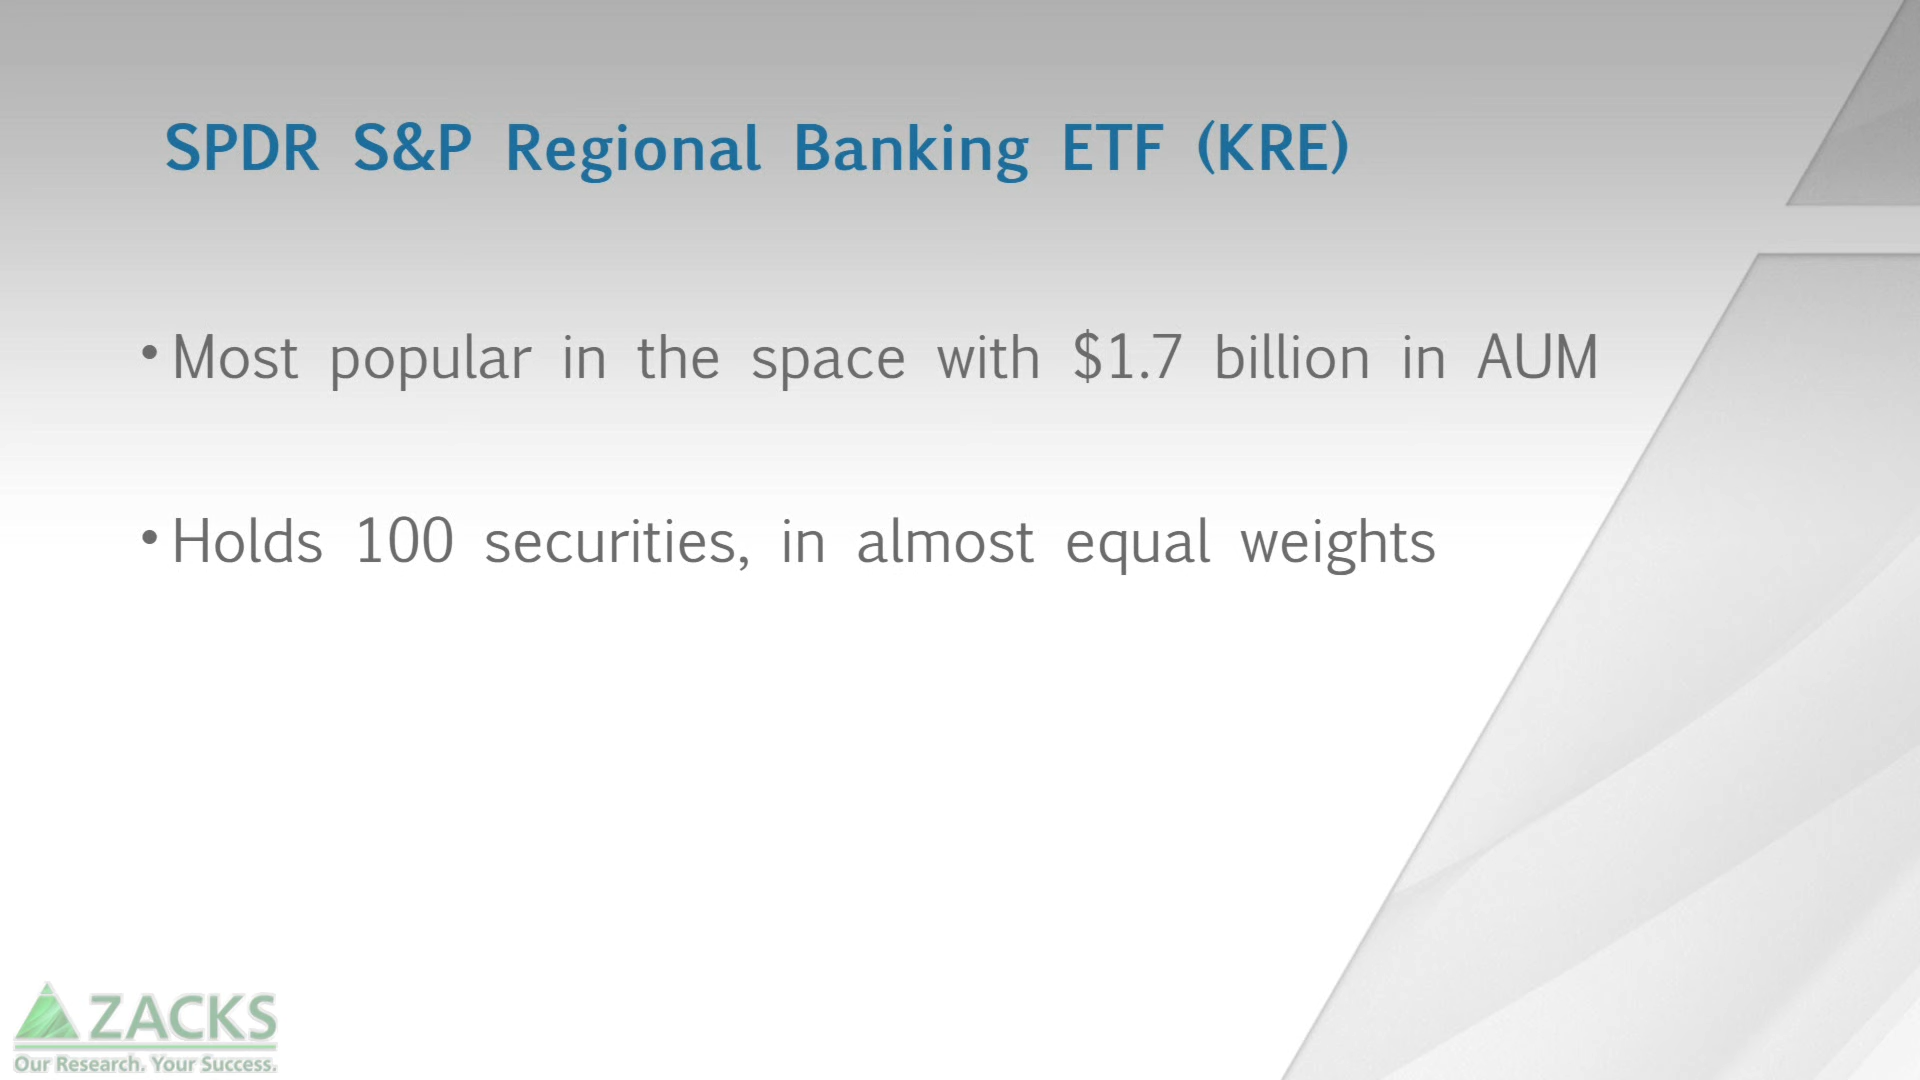 SPDR S&P Regional Banking ETF (KRE)
• Most popular in the space with $1.7 billion in AUM
• Holds 100 securities, in almost equal weights
ZACKS
Our Research. Your Success.